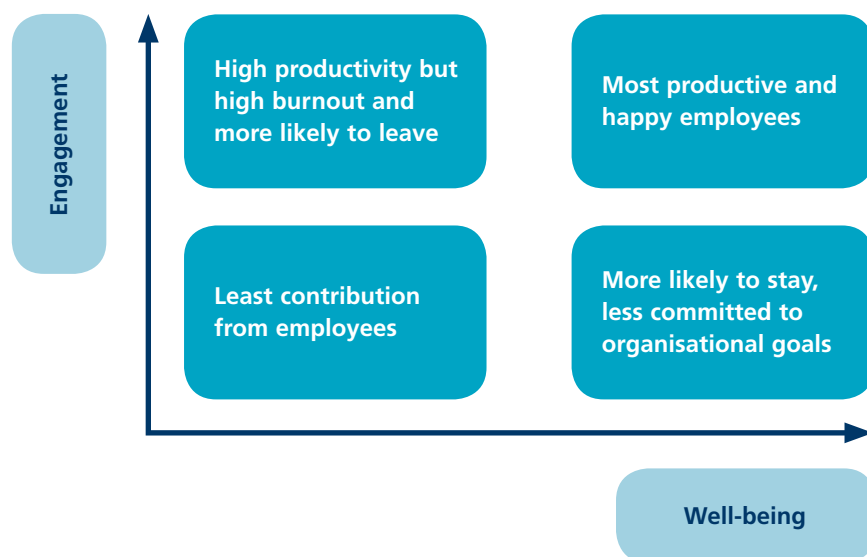 Engagement
High productivity but
high burnout and
more likely to leave
Most productive and
happy employees
Least contribution
from employees
More likely to stay,
less committed to
organisational goals
Well-being